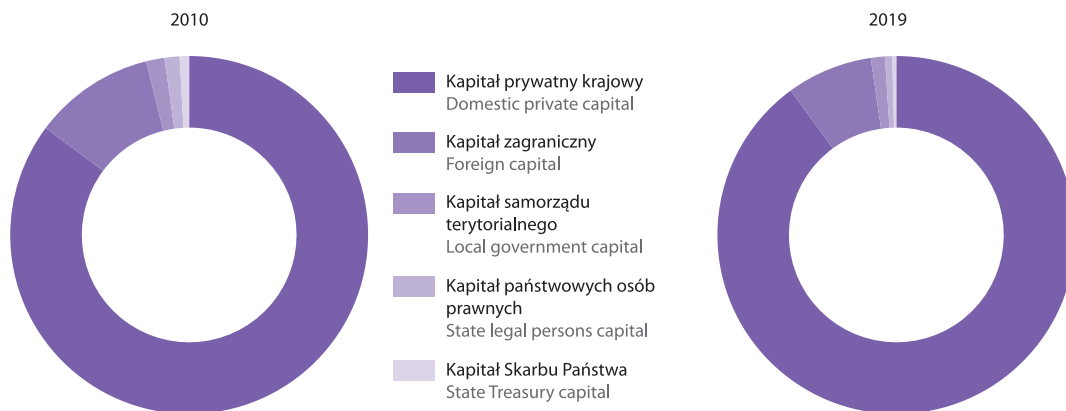 2010
2019
Kapitał prywatny krajowy
Domestic private capital
Kapitał zagraniczny
Foreign capital
Kapitał samorządu
terytorialnego
Local government capital
Kapitał państwowych osób
prawnych
State legal persons capital
Kapitał Skarbu Państwa
State Treasury capital